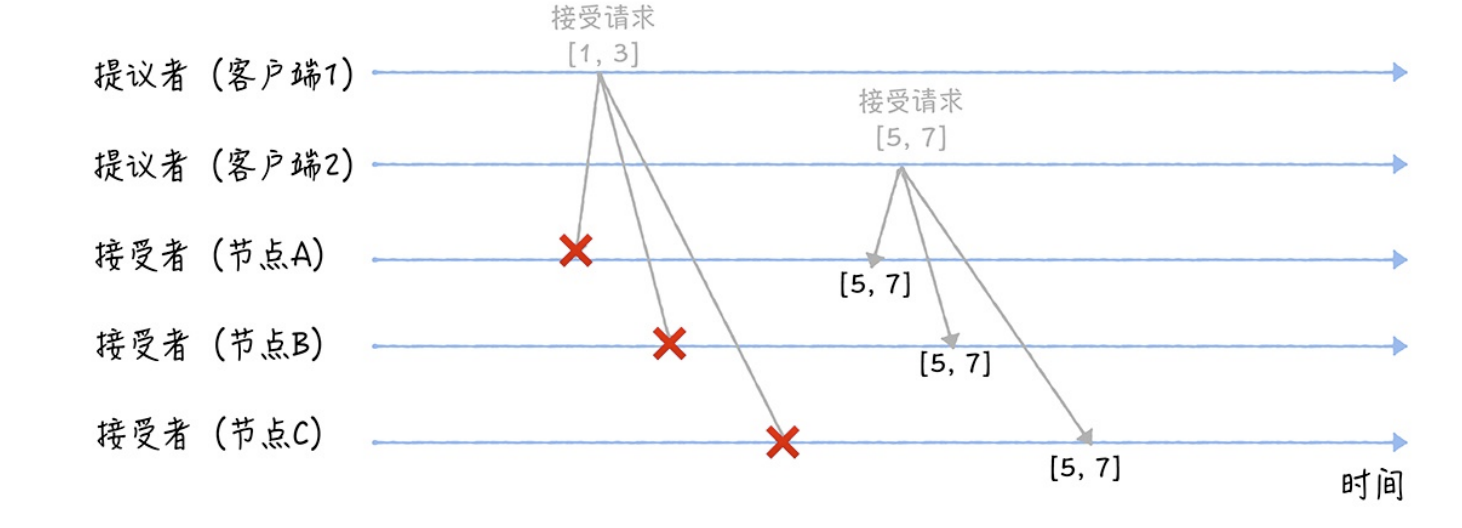 接受请求
[1, 3]
提议者（客户端1）
接受请求
[5, 7]
提议者（客户端2）
接受者（节点A）
[5, 7]
接受者（节点B）
[5, 7]
接受者（节点C）
[5, 7]
时间